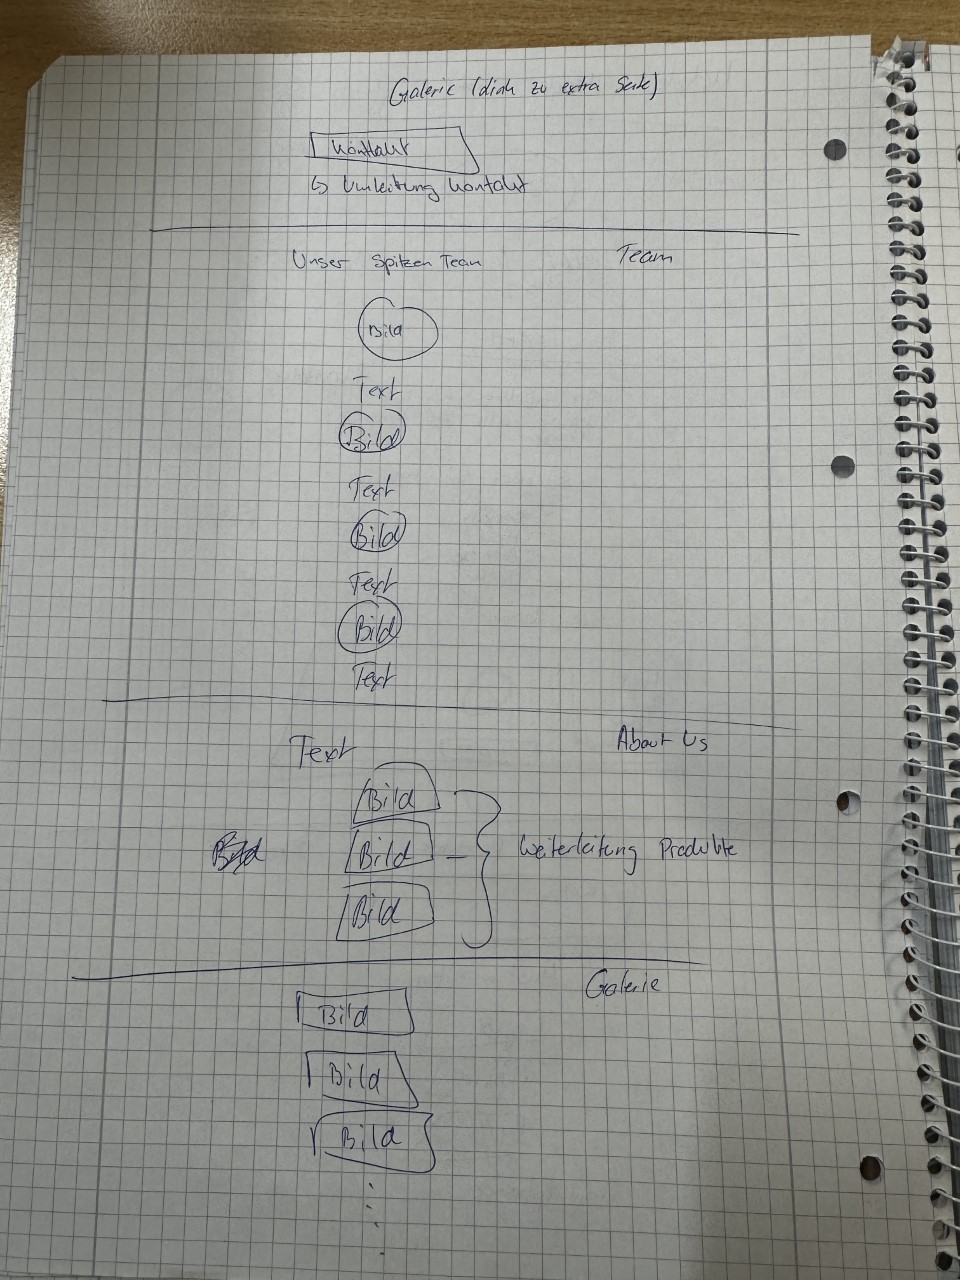 Galerie (Link zu extra Seite)
Kontakt
↳ Umleitung Kontakt
Unser Spitzen Team Team
Bild
Text
Bild
Text
Bild
Text
Bild
Text
Text About Us
Bild
Bild Weiterleitung Produkte
Bild
Galerie
Bild
Bild
Bild